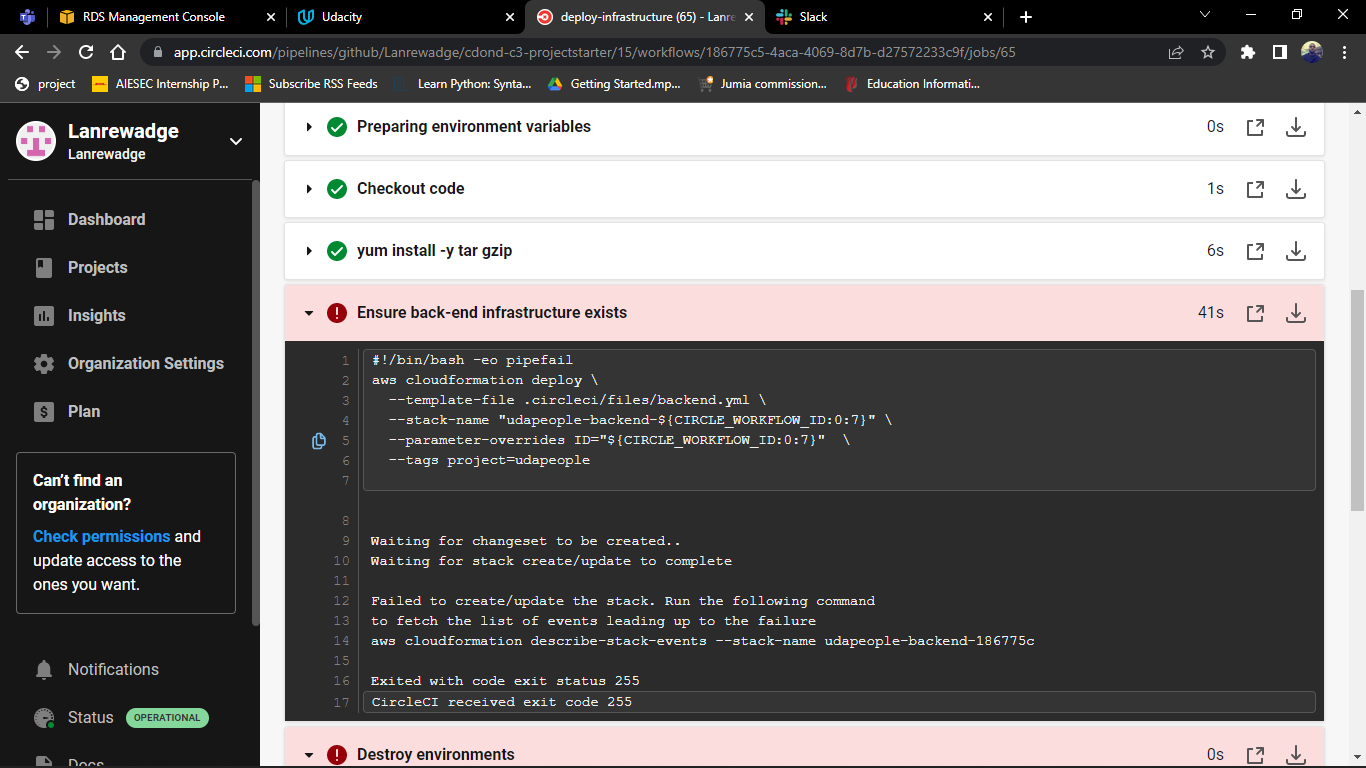 RDS Management Console
Udacity
deploy-infrastructure (65) - Lanre
Slack
app.circleci.com/pipelines/github/Lanrewadge/cdond-c3-projectstarter/15/workflows/186775c5-4aca-4069-8d7b-d27572233c9f/jobs/65
project
AIESEC Internship P...
Subscribe RSS Feeds
Learn Python: Synta...
Getting Started.mp...
Jumia commission...
Education Informati...
Lanrewadge
Lanrewadge
Dashboard
Projects
Insights
Organization Settings
Plan
Can't find an
organization?
Check permissions and
update access to the
ones you want.
Notifications
Status OPERATIONAL
Docs
Preparing environment variables 0s
Checkout code 1s
yum install -y tar gzip 6s
Ensure back-end infrastructure exists 41s
1 #!/bin/bash -eo pipefail
2 aws cloudformation deploy \
3 --template-file .circleci/files/backend.yml \
4 --stack-name "udapeople-backend-${CIRCLE_WORKFLOW_ID:0:7}" \
5 --parameter-overrides ID="${CIRCLE_WORKFLOW_ID:0:7}" \
6 --tags project=udapeople
7
8
9 Waiting for changeset to be created..
10 Waiting for stack create/update to complete
11
12 Failed to create/update the stack. Run the following command
13 to fetch the list of events leading up to the failure
14 aws cloudformation describe-stack-events --stack-name udapeople-backend-186775c
15
16 Exited with code exit status 255
17 CircleCI received exit code 255
Destroy environments 0s